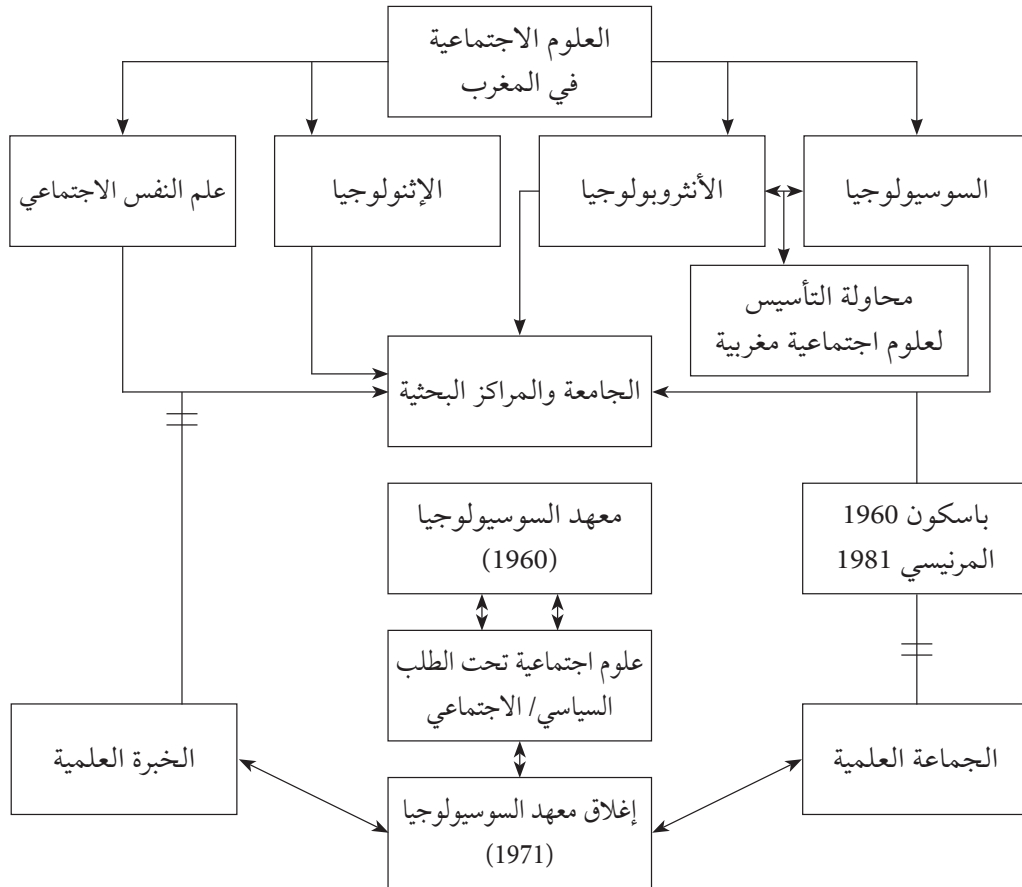 العلوم الاجتماعية
في المغرب
السوسيولوجيا
الأنثروبولوجيا
الإثنولوجيا
علم النفس الاجتماعي
محاولة التأسيس
لعلوم اجتماعية مغربية
الجامعة والمراكز البحثية
معهد السوسيولوجيا
(1960)
باسكون 1960
المرنيسي 1981
علوم اجتماعية تحت الطلب
السياسي/ الاجتماعي
الجماعة العلمية
الخبرة العلمية
إغلاق معهد السوسيولوجيا
(1971)